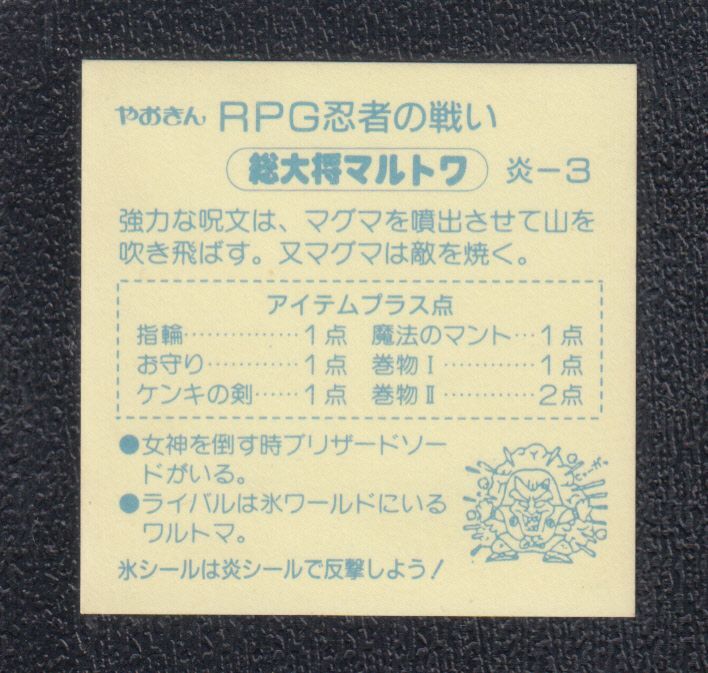 やおきん RPG忍者の戦い
総大将マルトワ 炎－3
強力な呪文は、マグマを噴出させて山を
吹き飛ばす。又マグマは敵を焼く。
アイテムプラス点
指輪……………1点 魔法のマント…1点
お守り…………1点 巻物Ⅰ…………1点
ケンキの剣……1点 巻物Ⅱ…………2点
●女神を倒す時ブリザードソー
ドがいる。
●ライバルは氷ワールドにいる
ワルトマ。
氷シールは炎シールで反撃しよう！